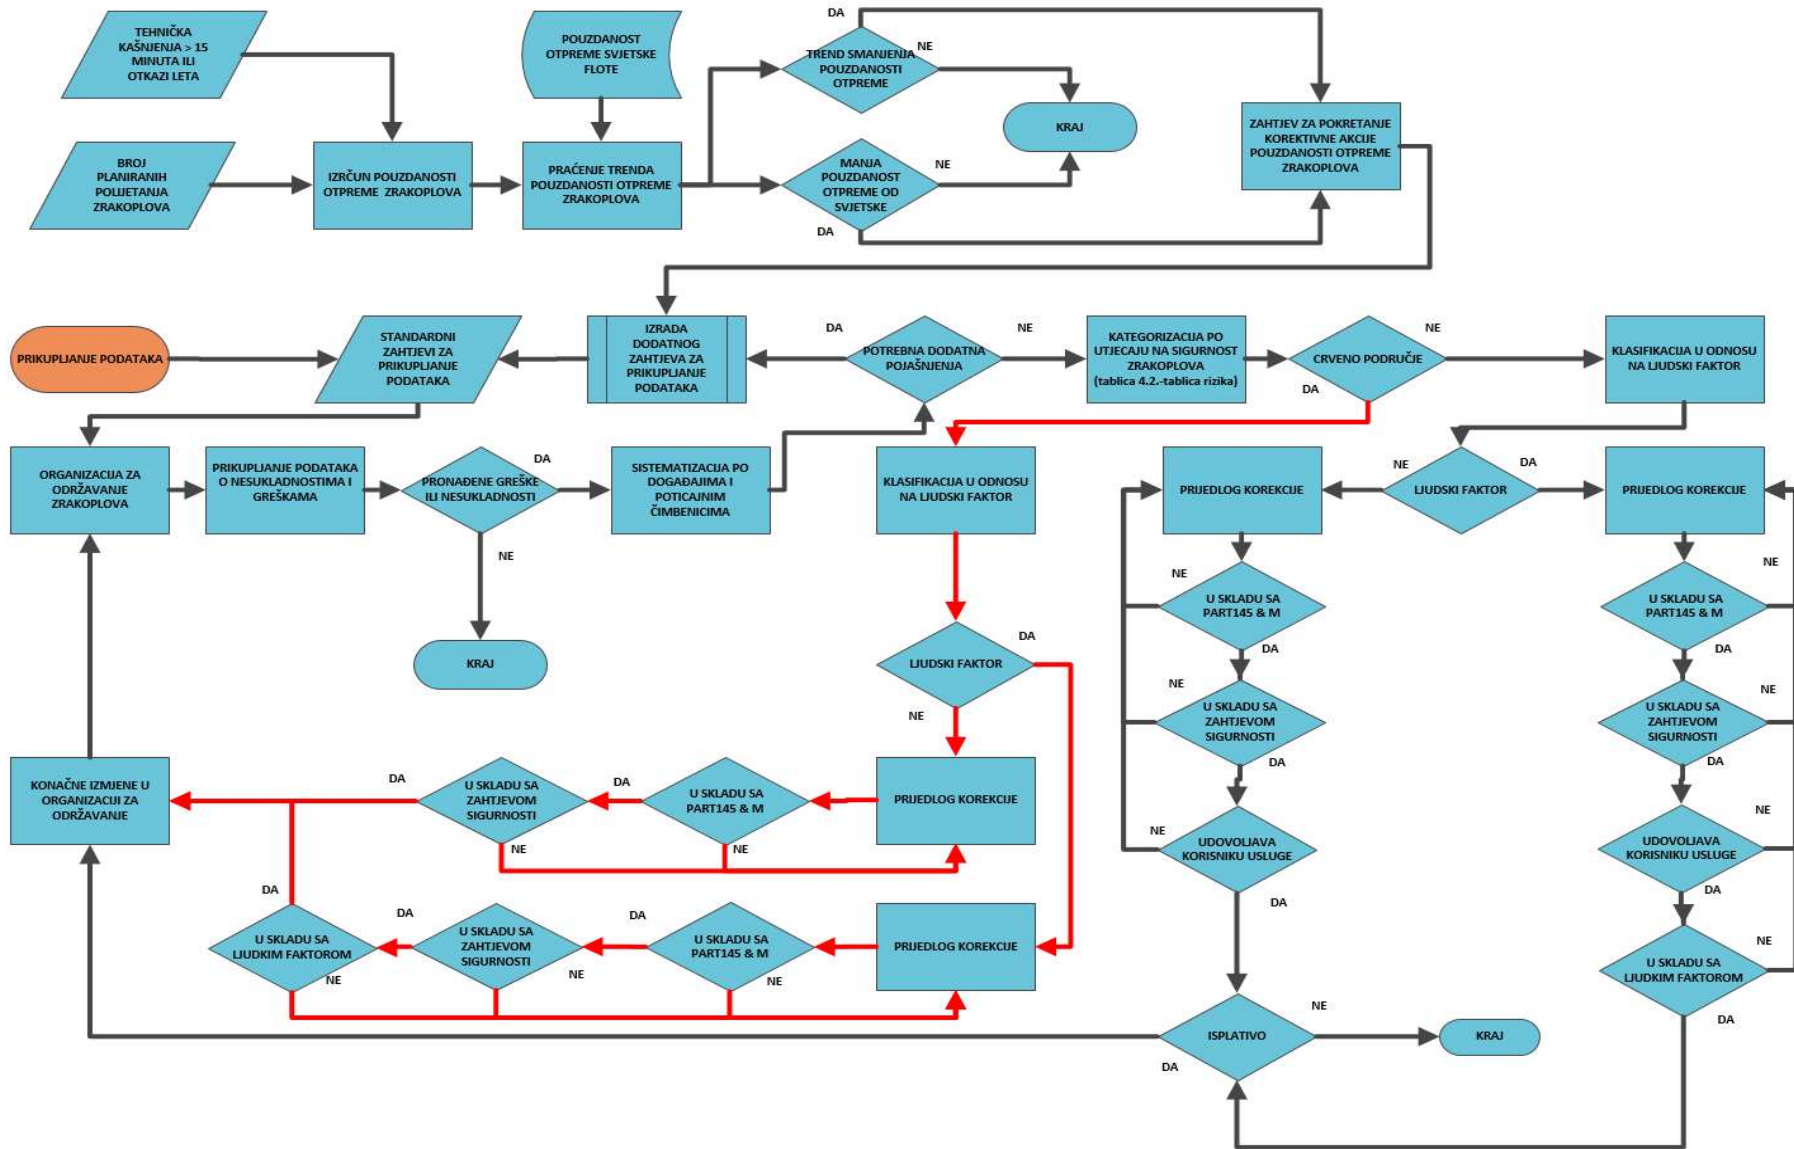 TEHNIČKA
KAŠNJENJA > 15
MINUTA ILI
OTKAZI LETA
POUZDANOST
OTPREME SVJETSKE
FLOTE
DA
TREND SMANJENJA
POUZDANOSTI
OTPREME
NE
KRAJ
ZAHTJEV ZA POKRETANJE
KOREKTIVNE AKCIJE
POUZDANOSTI OTPREME
ZRAKOPLOVA
BROJ
PLANIRANIH
POLIJETANJA
ZRAKOPLOVA
IZRČUN POUZDANOSTI
OTPREME ZRAKOPLOVA
PRAĆENJE TRENDA
POUZDANOSTI OTPREME
ZRAKOPLOVA
MANJA
POUZDANOST
OTPREME OD
SVJETSKE
NE
DA
PRIKUPLJANJE PODATAKA
STANDARDNI
ZAHTJEVI ZA
PRIKUPLJANJE
PODATAKA
IZRADA
DODATNOG
ZAHTJEVA ZA
PRIKUPLJANJE
PODATAKA
DA
POTREBNA DODATNA
POJAŠNJENJA
NE
KATEGORIZACIJA PO
UTJECAJU NA SIGURNOST
ZRAKOPLOVA
(tablica 4.2.-tablica rizika)
CRVENO PODRUČJE
NE
DA
KLASIFIKACIJA U ODNOSU
NA LJUDSKI FAKTOR
ORGANIZACIJA ZA
ODRŽAVANJE
ZRAKOPLOVA
PRIKUPLJANJE PODATAKA
O NESUKLADNOSTIMA I
GREŠKAMA
PRONAĐENE GREŠKE
ILI NESUKLADNOSTI
DA
NE
SISTEMATIZACIJA PO
DOGAĐAJIMA I
POTICAJNIM
ČIMBENICIMA
KLASIFIKACIJA U ODNOSU
NA LJUDSKI FAKTOR
PRIJEDLOG KOREKCIJE
NE
LJUDSKI FAKTOR
DA
PRIJEDLOG KOREKCIJE
KRAJ
LJUDSKI FAKTOR
DA
NE
NE
U SKLADU SA
PART145 & M
DA
NE
U SKLADU SA
PART145 & M
DA
NE
U SKLADU SA
ZAHTJEVOM
SIGURNOSTI
DA
NE
U SKLADU SA
ZAHTJEVOM
SIGURNOSTI
DA
KONAČNE IZMJENE U
ORGANIZACIJI ZA
ODRŽAVANJE
DA
U SKLADU SA
ZAHTJEVOM
SIGURNOSTI
NE
DA
U SKLADU SA
PART145 & M
NE
PRIJEDLOG KOREKCIJE
NE
UDOVOLJAVA
KORISNIKU USLUGE
DA
NE
UDOVOLJAVA
KORISNIKU USLUGE
DA
DA
U SKLADU SA
LJUDKIM FAKTOROM
NE
DA
U SKLADU SA
ZAHTJEVOM
SIGURNOSTI
NE
DA
U SKLADU SA
PART145 & M
NE
PRIJEDLOG KOREKCIJE
NE
U SKLADU SA
LJUDKIM FAKTOROM
DA
ISPLATIVO
NE
DA
KRAJ